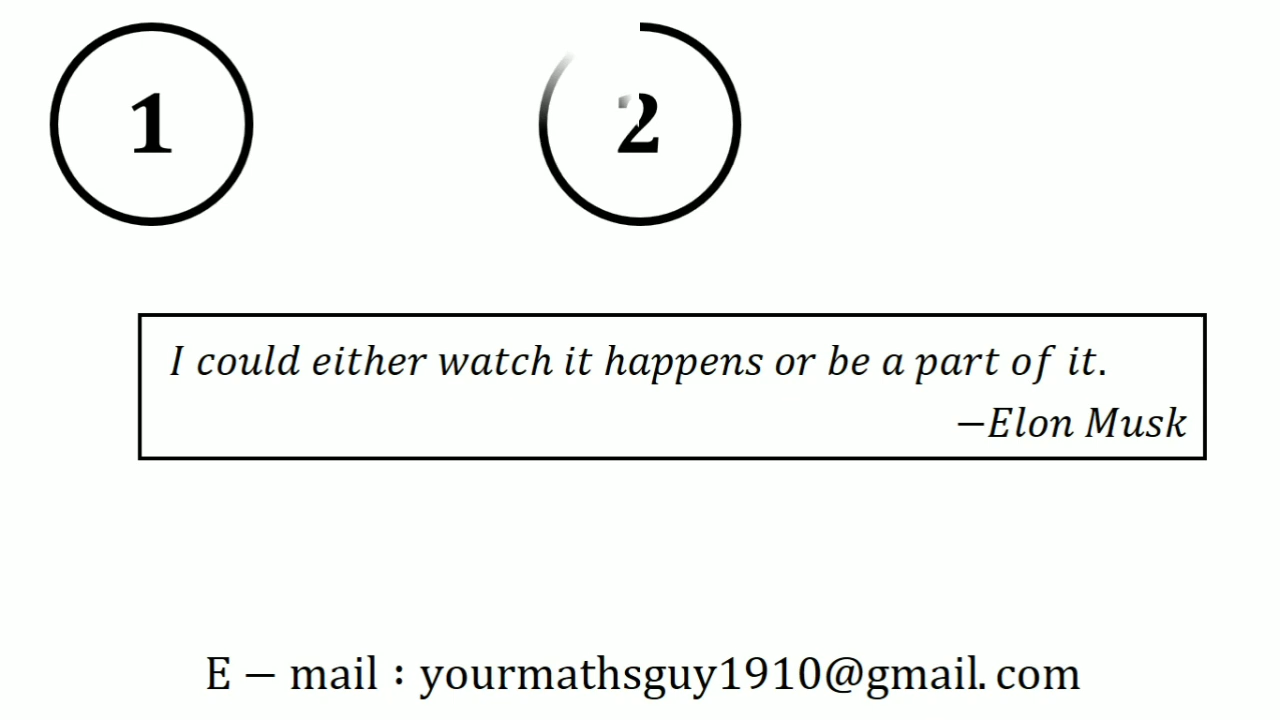 1
2
I could either watch it happens or be a part of it.
−Elon Musk
E − mail : yourmathsguy1910@gmail. com